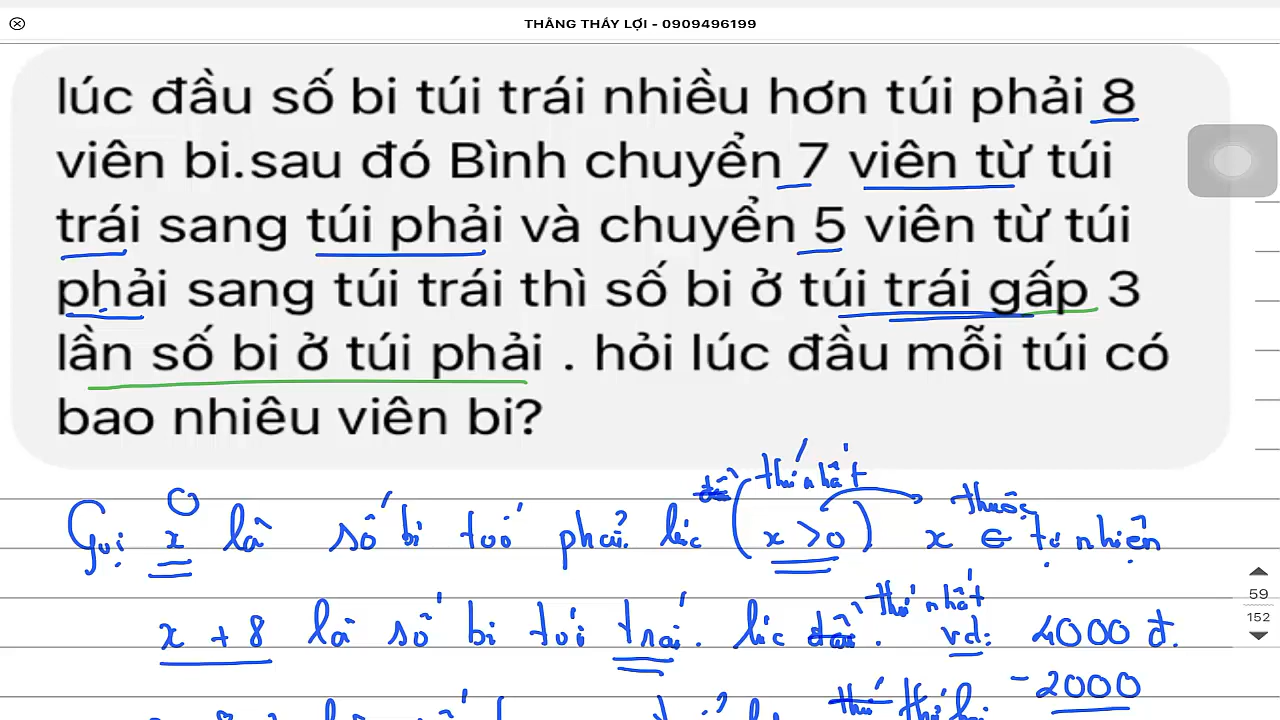 THẦNG THẦY LỢI - 0909496199
lúc đầu số bi túi trái nhiều hơn túi phải 8
viên bi.sau đó Bình chuyển 7 viên từ túi
trái sang túi phải và chuyển 5 viên từ túi
phải sang túi trái thì số bi ở túi trái gấp 3
lần số bi ở túi phải . hỏi lúc đầu mỗi túi có
bao nhiêu viên bi?
thứ nhất
Gọi x là số bi túi phải lúc (x > 0) x ∈ tự nhiên
thuộc
59
152
thứ nhất
x + 8 là số bi túi trái. lúc đầu. vd: 4000 đ.
- 2000